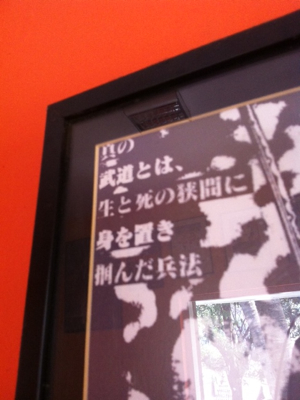 真の
武道とは、
生と死の狭間に
身を置き
掴んだ兵法